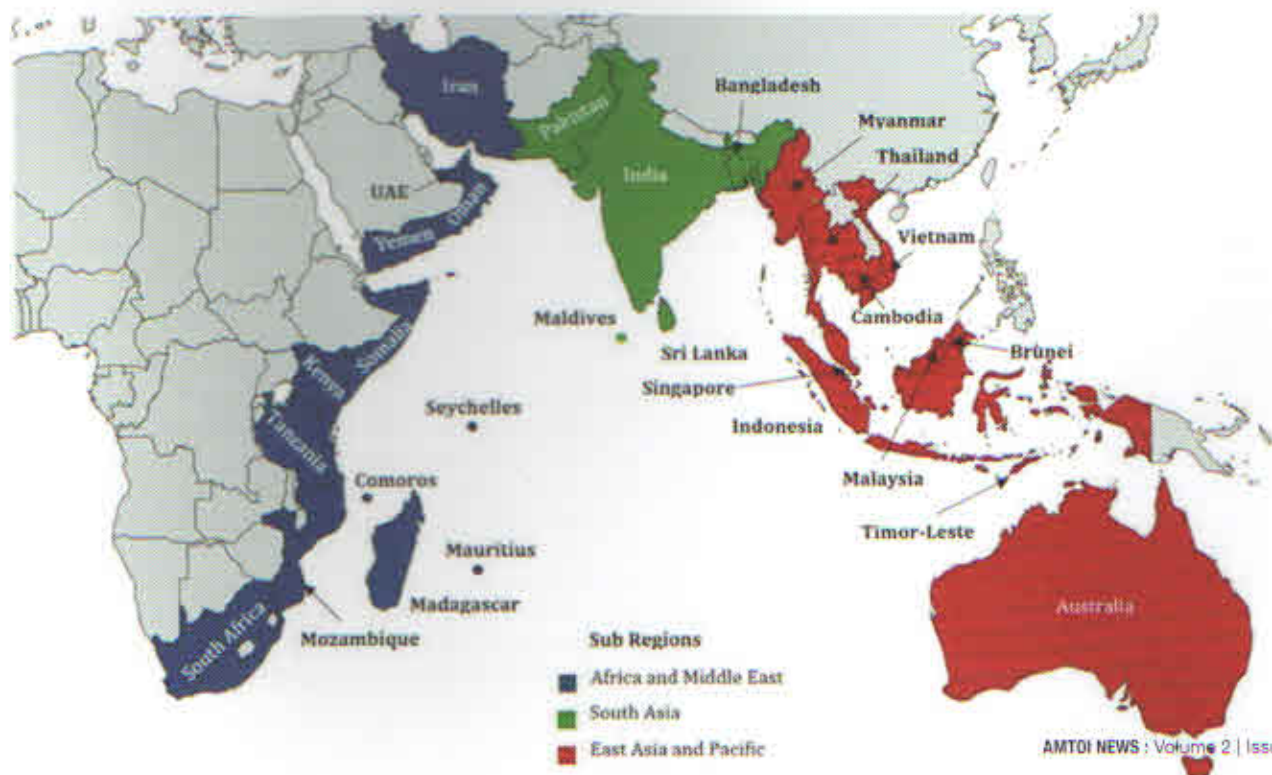 Iran
Pakistan
Bangladesh
Myanmar
Thailand
India
UAE
Oman
Yemen
Vietnam
Maldives
Cambodia
Somalia
Kenya
Sri Lanka
Brunei
Singapore
Seychelles
Indonesia
Tanzania
Comoros
Malaysia
Timor-Leste
Mauritius
Madagascar
Australia
South Africa
Mozambique
Sub Regions
Africa and Middle East
South Asia
East Asia and Pacific
AMTOI NEWS : Volume 2 | Iss